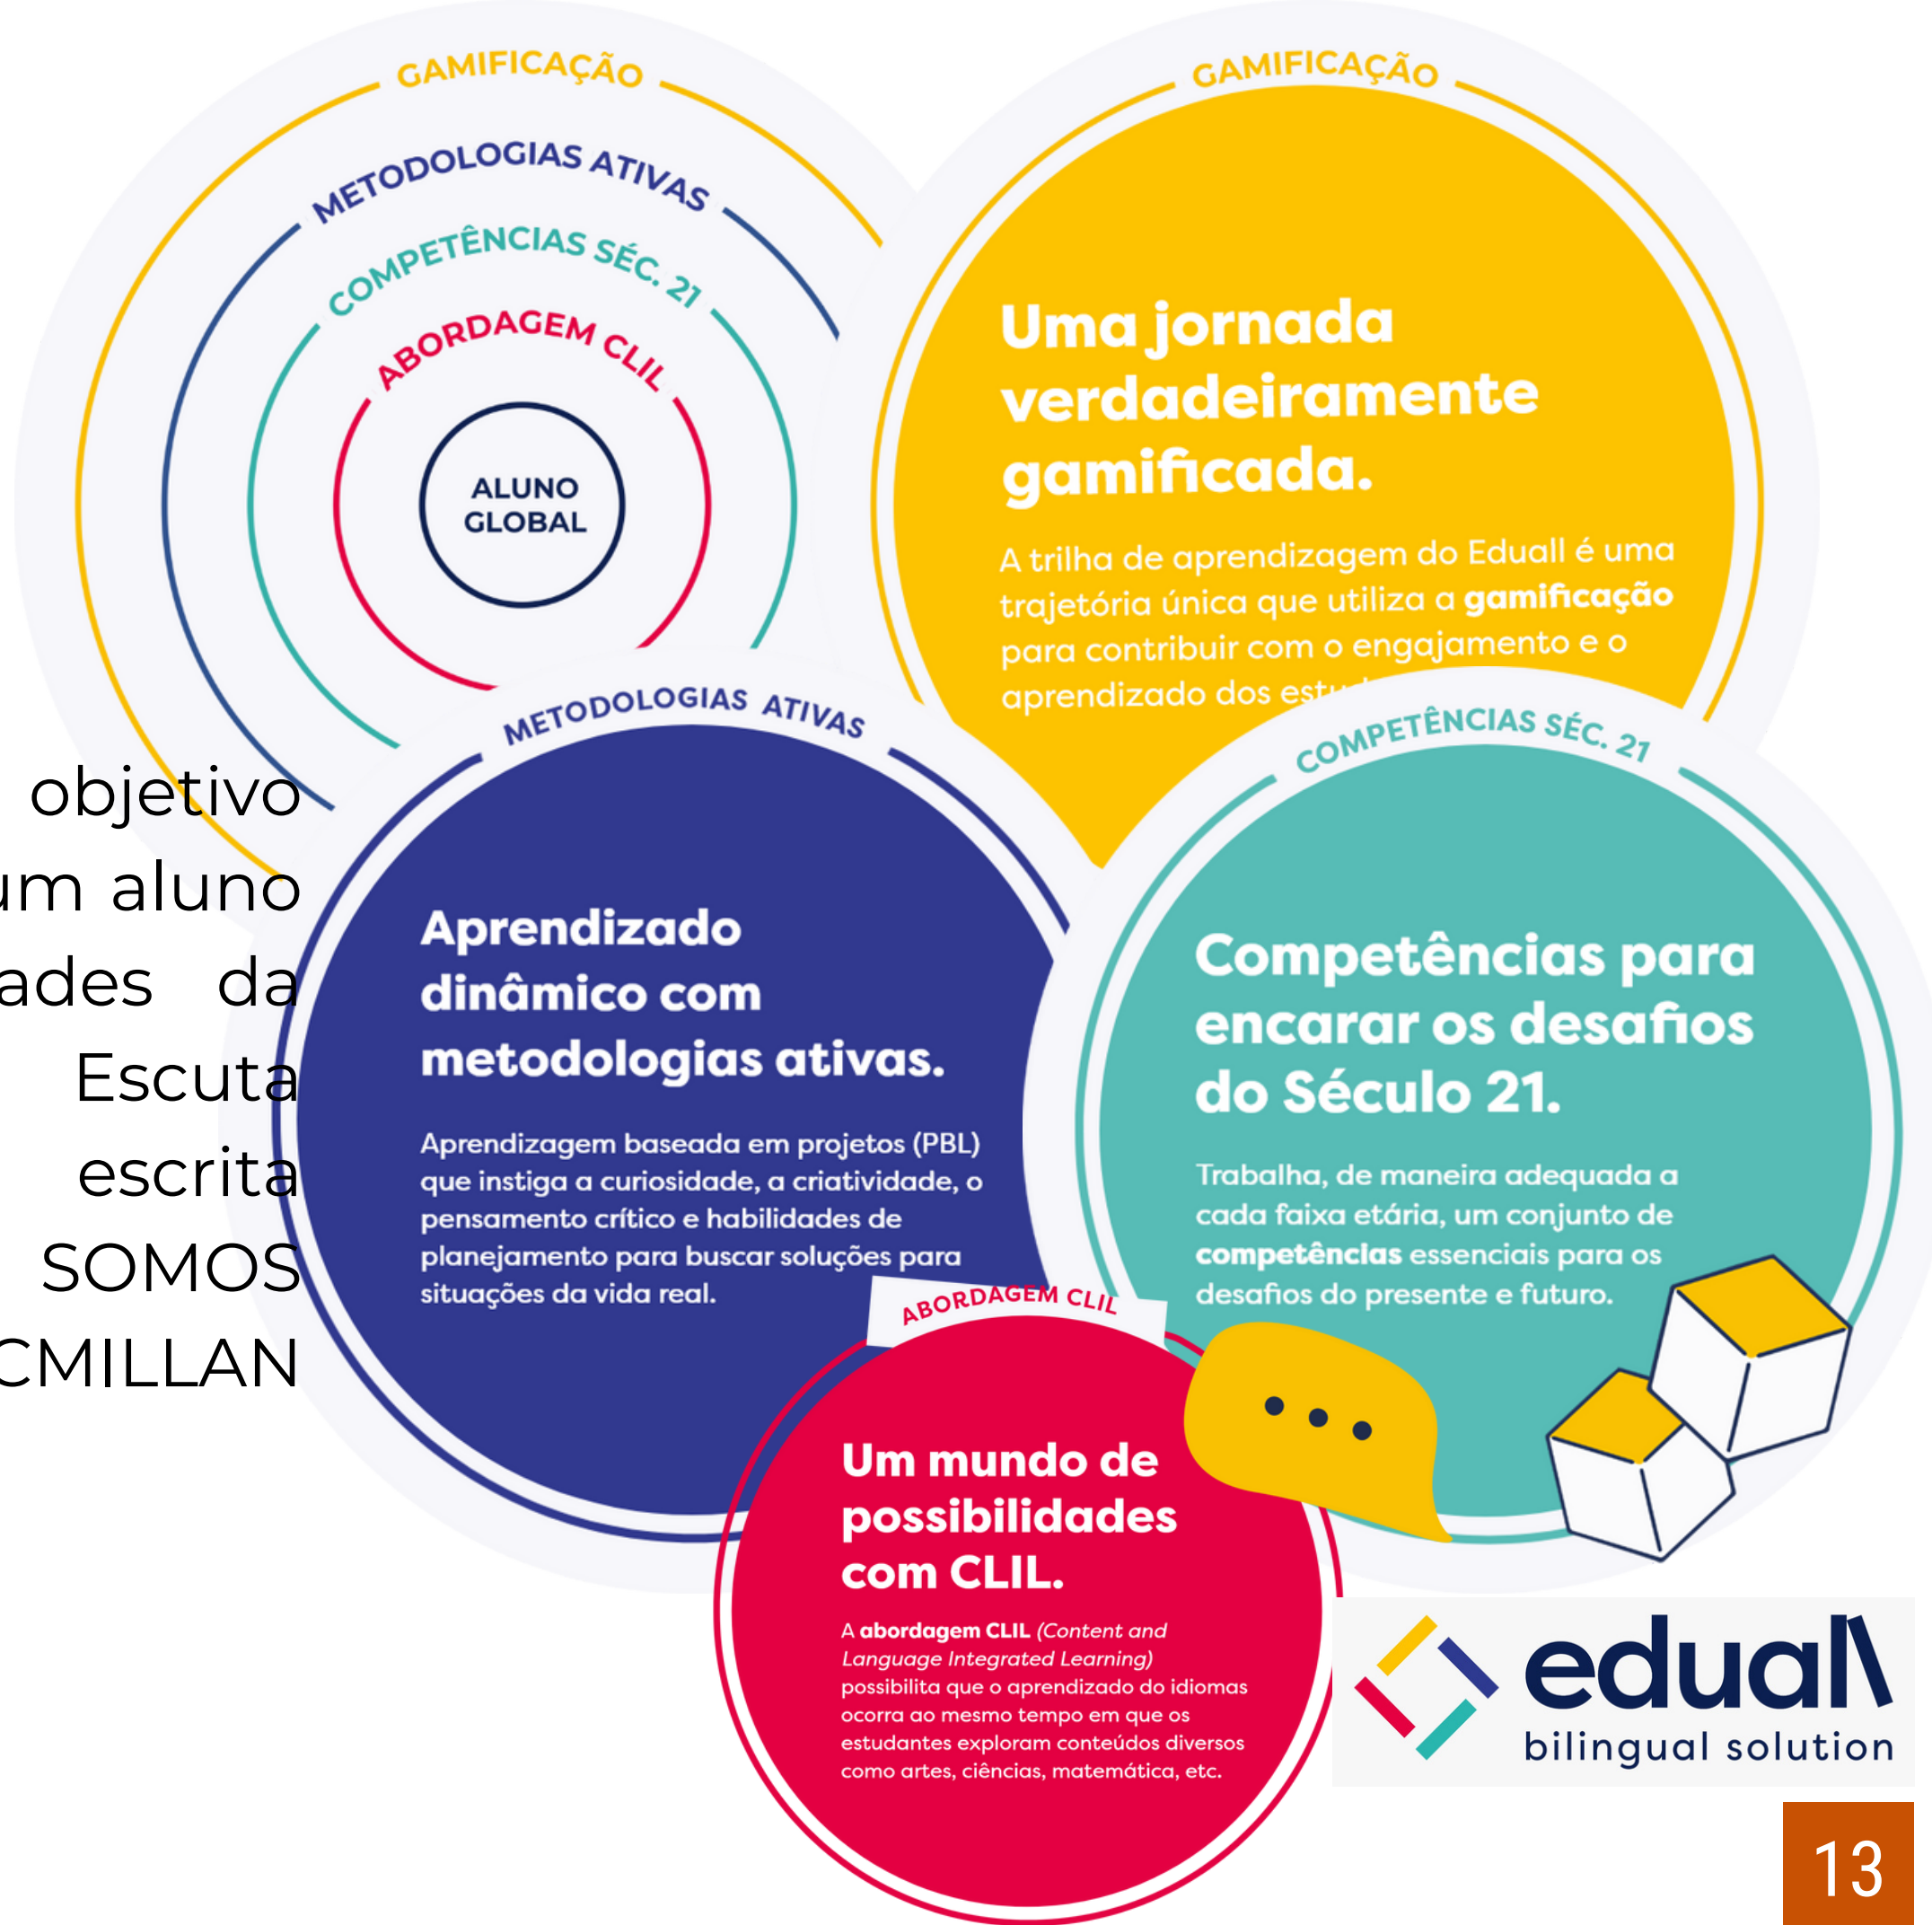 GAMIFICAÇÃO
METODOLOGIAS ATIVAS
COMPETÊNCIAS SÉC. 21
ABORDAGEM CLIL
ALUNO
GLOBAL
GAMIFICAÇÃO
Uma jornada
verdadeiramente
gamificada.
A trilha de aprendizagem do Eduall é uma
trajetória única que utiliza a gamificação
para contribuir com o engajamento e o
aprendizado dos
objetivo
um aluno
da
Escuta
escrita
SOMOS
METODOLOGIAS ATIVAS
Aprendizado
dinâmico com
metodologias ativas.
Aprendizagem baseada em projetos (PBL)
que instiga a curiosidade, a criatividade, o
pensamento crítico e habilidades de
planejamento para buscar soluções para
situações da vida real.
COMPETÊNCIAS SÉC. 21
Competências para
encarar os desafios
do Século 21.
Trabalha, de maneira adequada a
cada faixa etária, um conjunto de
competências essenciais para os
desafios do presente e futuro.
ABORDAGEM CLIL
Um mundo de
possibilidades
com CLIL.
A abordagem CLIL (Content and
Language Integrated Learning)
possibilita que o aprendizado do idiomas
ocorra ao mesmo tempo em que os
estudantes exploram conteúdos diversos
como artes, ciências, matemática, etc.
eduall
bilingual solution
13